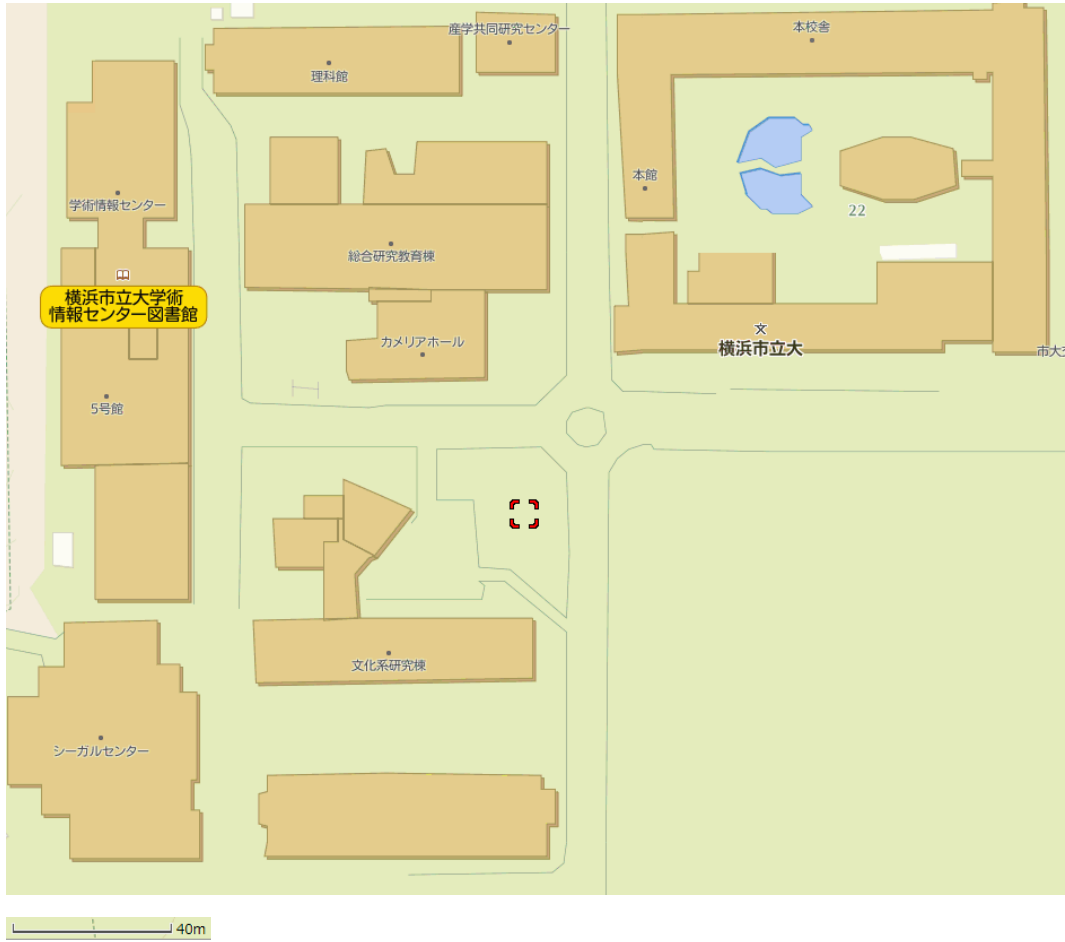 産学共同研究センター
本校舎
理科館
本館
学術情報センター
22
総合研究教育棟
横浜市立大学術
情報センター図書館
カメリアホール
文
横浜市立大
市大交
5号館
文化系研究棟
シーガルセンター
40m